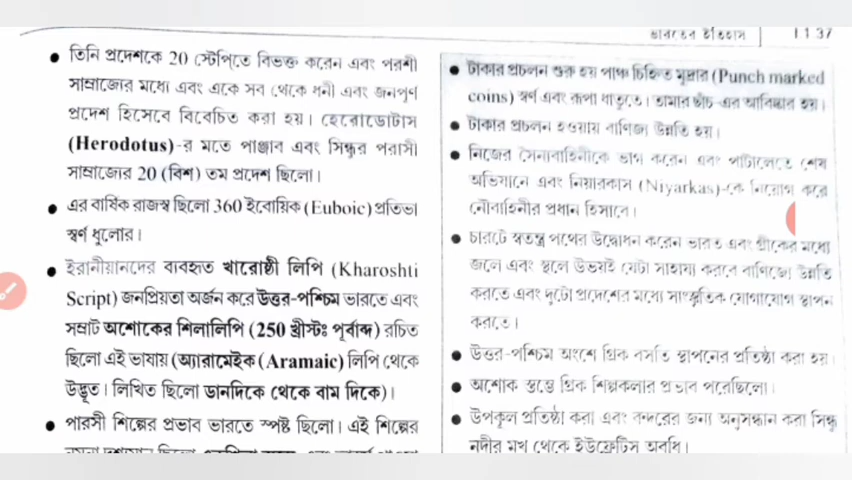 ভারতের ইতিহাস | 11.37
• তিনি প্রদেশকে 20 স্টেপিতে বিভক্ত করেন এবং পরশী
সাম্রাজ্যের মধ্যে এবং একে সব থেকে ধনী এবং জনপূর্ণ
প্রদেশ হিসেবে বিবেচিত করা হয়। হেরোডোটাস
(Herodotus)-র মতে পাঞ্জাব এবং সিন্ধুর পরাসী
সাম্রাজ্যের 20 (বিশ) তম প্রদেশ ছিলো।
• এর বার্ষিক রাজস্ব ছিলো 360 ইবোয়িক (Euboic) প্রতিভা
স্বর্ণ ধুলোর।
• ইরানীয়ানদের ব্যবহৃত খারোষ্ঠী লিপি (Kharoshti
Script) জনপ্রিয়তা অর্জন করে উত্তর-পশ্চিম ভারতে এবং
সম্রাট অশোকের শিলালিপি (250 খ্রীস্টঃ পূর্বাব্দ) রচিত
ছিলো এই ভাষায় (অ্যারামেইক (Aramaic) লিপি থেকে
উদ্ভূত। লিখিত ছিলো ডানদিকে থেকে বাম দিকে)।
• পারসী শিল্পের প্রভাব ভারতে স্পষ্ট ছিলো। এই শিল্পের
• টাকার প্রচলন শুরু হয় পাঞ্চ চিহ্নিত মুদ্রার (Punch marked
coins) স্বর্ণ এবং রূপা ধাতুতে। তামার ছাঁচ-এর আবিষ্কার হয়।
• টাকার প্রচলন হওয়ায় বাণিজ্য উন্নতি হয়।
• নিজের সৈন্যবাহিনীকে ভাগ করেন এবং পাটালেতে শেষ
অভিযানে এবং নিয়ারকাস (Niyarkas)-কে নিয়োগ করে
নৌবাহিনীর প্রধান হিসাবে।
• চারটে স্বতন্ত্র পথের উদ্বোধন করেন ভারত এবং গ্রীকের মধ্যে
জলে এবং স্থলে উভয়ই যেটা সাহায্য করবে বাণিজ্যে উন্নতি
করতে এবং দুটো প্রদেশের মধ্যে সাংস্কৃতিক যোগাযোগ স্থাপন
করতে।
• উত্তর-পশ্চিম অংশে গ্রিক বসতি স্থাপনের প্রতিষ্ঠা করা হয়।
• অশোক স্তম্ভে গ্রিক শিল্পকলার প্রভাব পরেছিলো।
• উপকূল প্রতিষ্ঠা করা এবং বন্দরের জন্য অনুসন্ধান করা সিন্ধু
নদীর মুখ থেকে ইউফ্রেটিস অবধি।